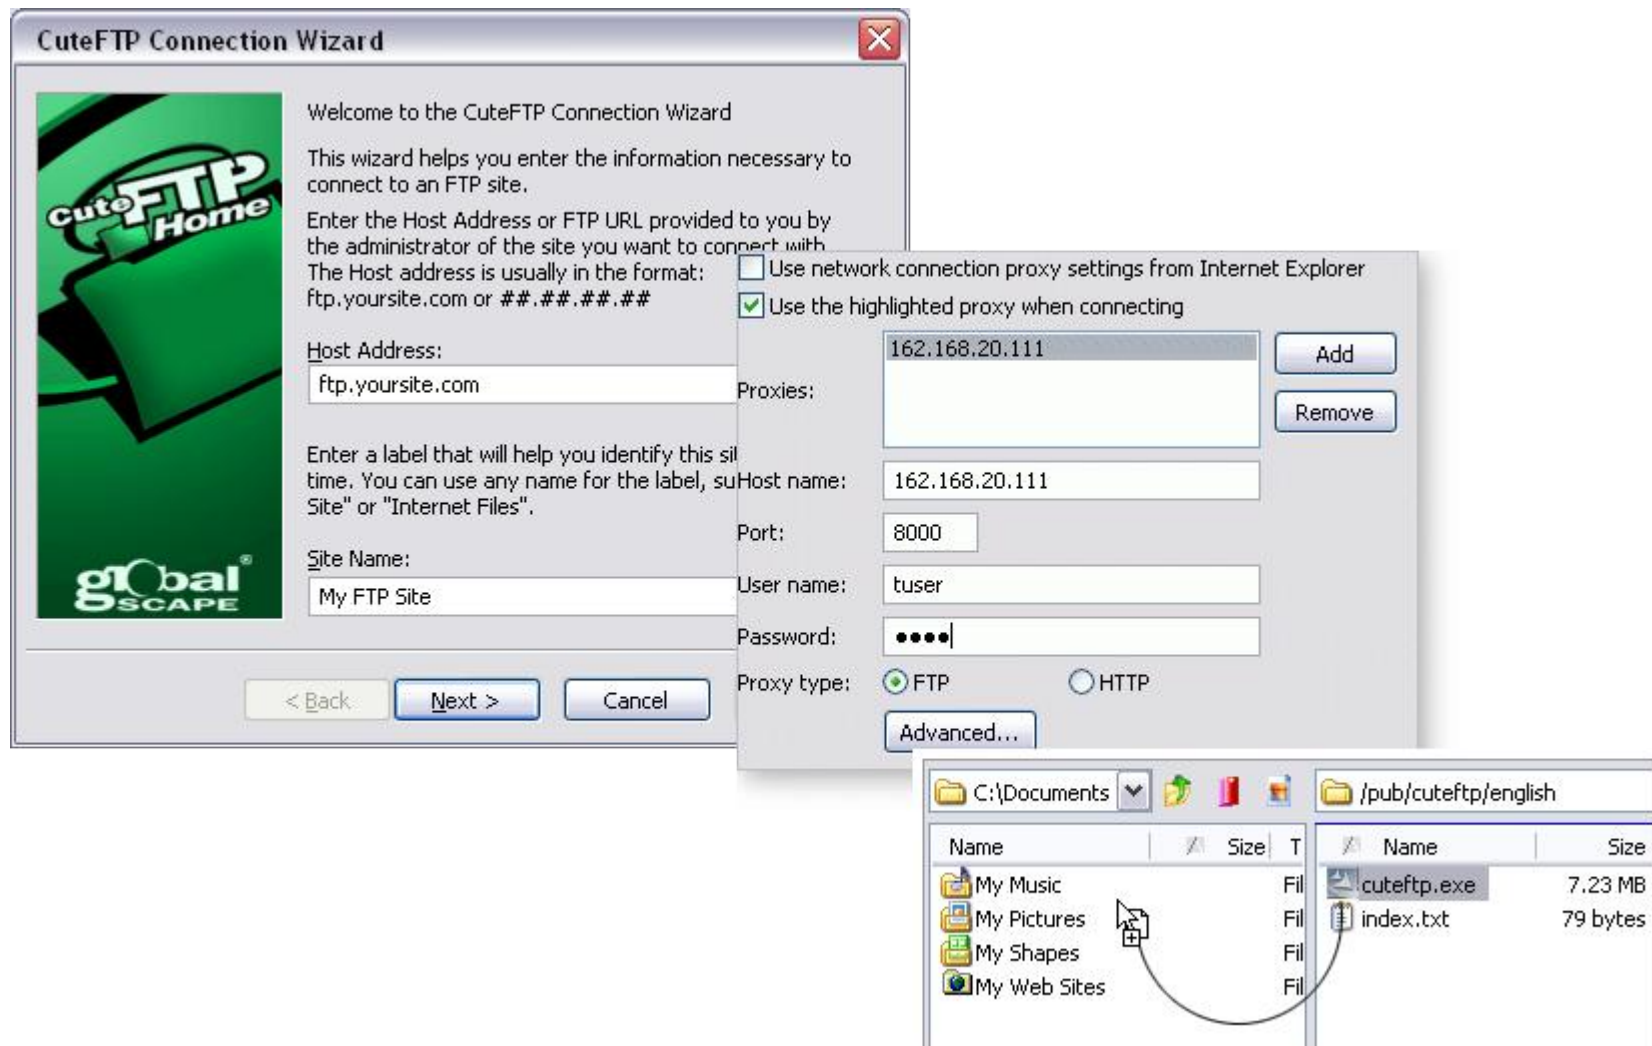 CuteFTP Connection Wizard
cuteFTP
Home
globalSCAPE®
Welcome to the CuteFTP Connection Wizard
This wizard helps you enter the information necessary to
connect to an FTP site.
Enter the Host Address or FTP URL provided to you by
the administrator of the site you want to connect with.
The Host address is usually in the format:
ftp.yoursite.com or ##.##.##.##
Host Address:
ftp.yoursite.com
Enter a label that will help you identify this
time. You can use any name for the label, su
Site" or "Internet Files".
Site Name:
My FTP Site
< Back
Next >
Cancel
Use network connection proxy settings from Internet Explorer
Use the highlighted proxy when connecting
Proxies:
162.168.20.111
Add
Remove
Host name:
162.168.20.111
Port:
8000
User name:
tuser
Password:
••••
Proxy type:
FTP
HTTP
Advanced...
C:\Documents
Name Size T
My Music Fil
My Pictures Fil
My Shapes Fil
My Web Sites Fil
/pub/cuteftp/english
Name Size
cuteftp.exe 7.23 MB
index.txt 79 bytes